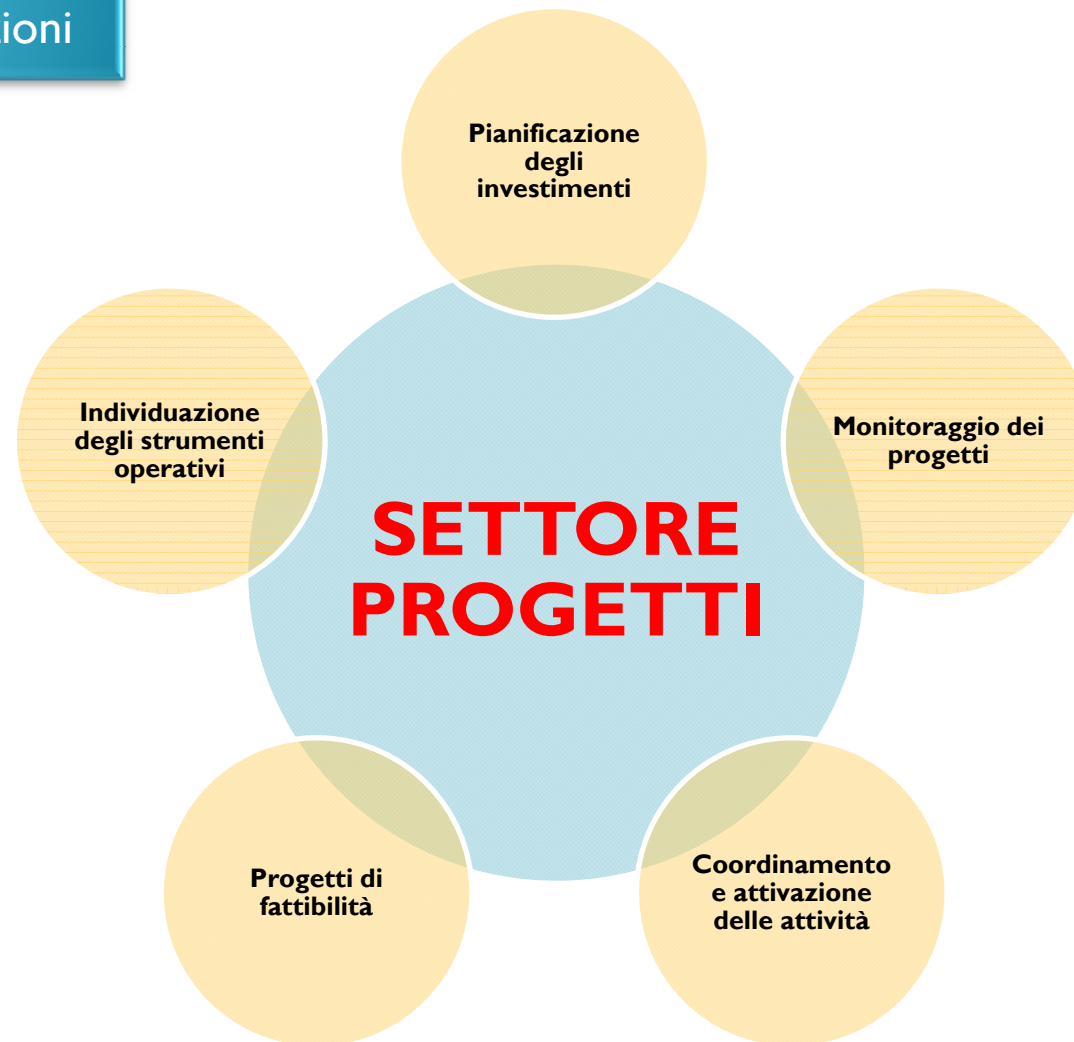 zioni
Pianificazione
degli
investimenti
Individuazione
degli strumenti
operativi
Monitoraggio dei
progetti
SETTORE
PROGETTI
Progetti di
fattibilità
Coordinamento
e attivazione
delle attività